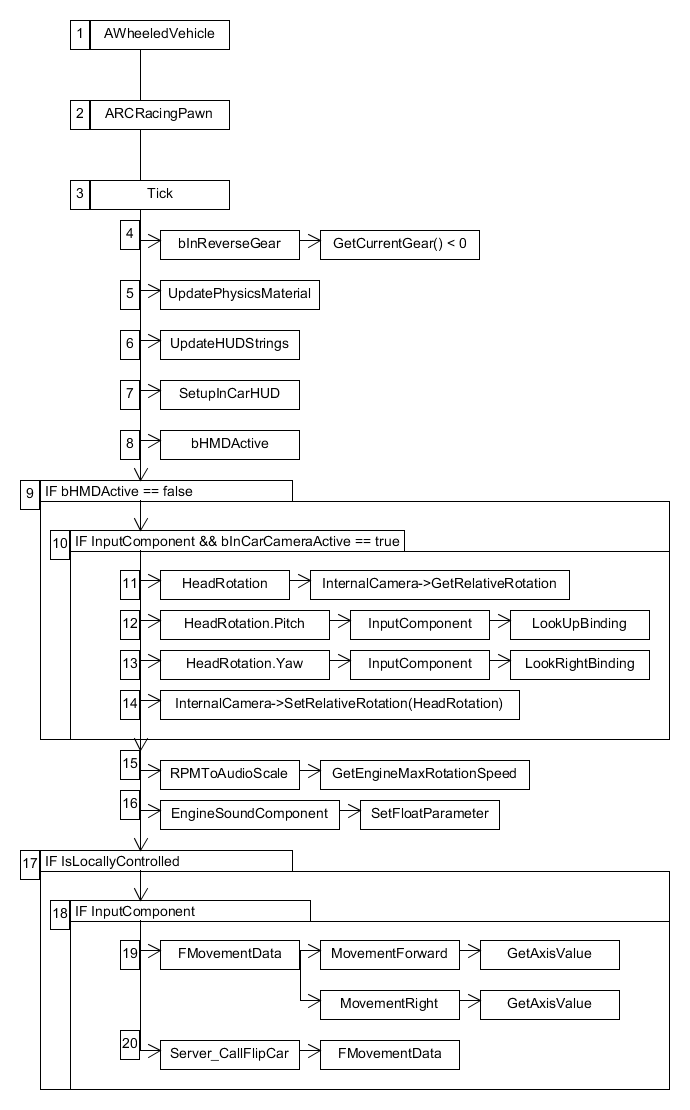 1 AWheeledVehicle
2 ARCRacingPawn
3 Tick
4 bInReverseGear GetCurrentGear() < 0
5 UpdatePhysicsMaterial
6 UpdateHUDStrings
7 SetupInCarHUD
8 bHMDActive
9 IF bHMDActive == false
10 IF InputComponent && bInCarCameraActive == true
11 HeadRotation InternalCamera->GetRelativeRotation
12 HeadRotation.Pitch InputComponent LookUpBinding
13 HeadRotation.Yaw InputComponent LookRightBinding
14 InternalCamera->SetRelativeRotation(HeadRotation)
15 RPMToAudioScale GetEngineMaxRotationSpeed
16 EngineSoundComponent SetFloatParameter
17 IF IsLocallyControlled
18 IF InputComponent
19 FMovementData MovementForward GetAxisValue
MovementRight GetAxisValue
20 Server_CallFlipCar FMovementData